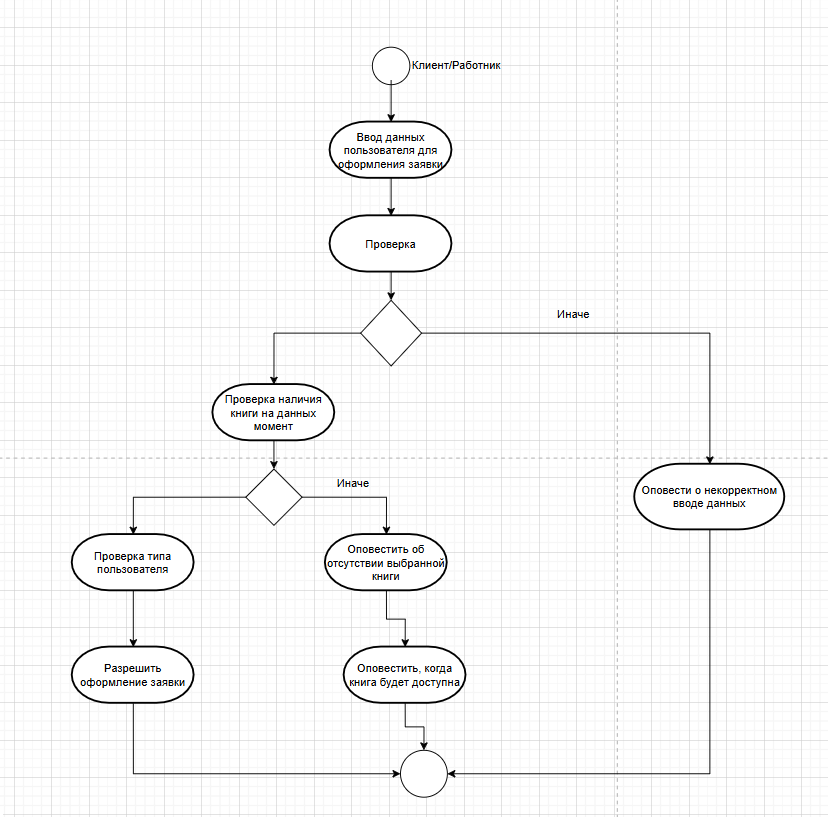 Клиент/Работник
Ввод данных
пользователя для
оформления заявки
Проверка
Иначе
Проверка наличия
книги на данных
момент
Иначе
Оповести о некорректном
вводе данных
Проверка типа
пользователя
Оповестить об
отсутствии выбранной
книги
Разрешить
оформление заявки
Оповестить, когда
книга будет доступна